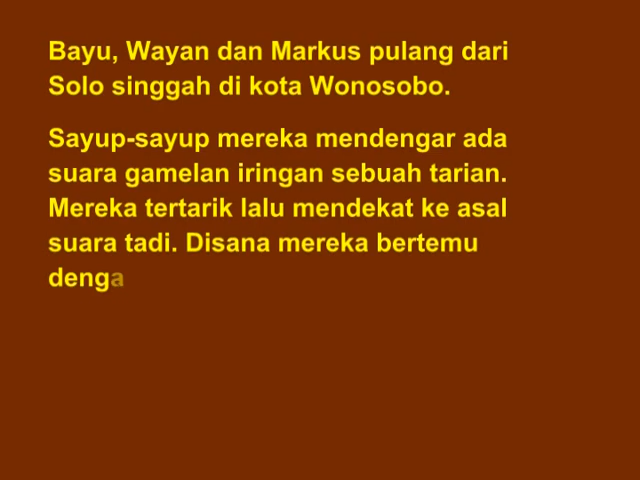 Bayu, Wayan dan Markus pulang dari
Solo singgah di kota Wonosobo.
Sayup-sayup mereka mendengar ada
suara gamelan iringan sebuah tarian.
Mereka tertarik lalu mendekat ke asal
suara tadi. Disana mereka bertemu
denga